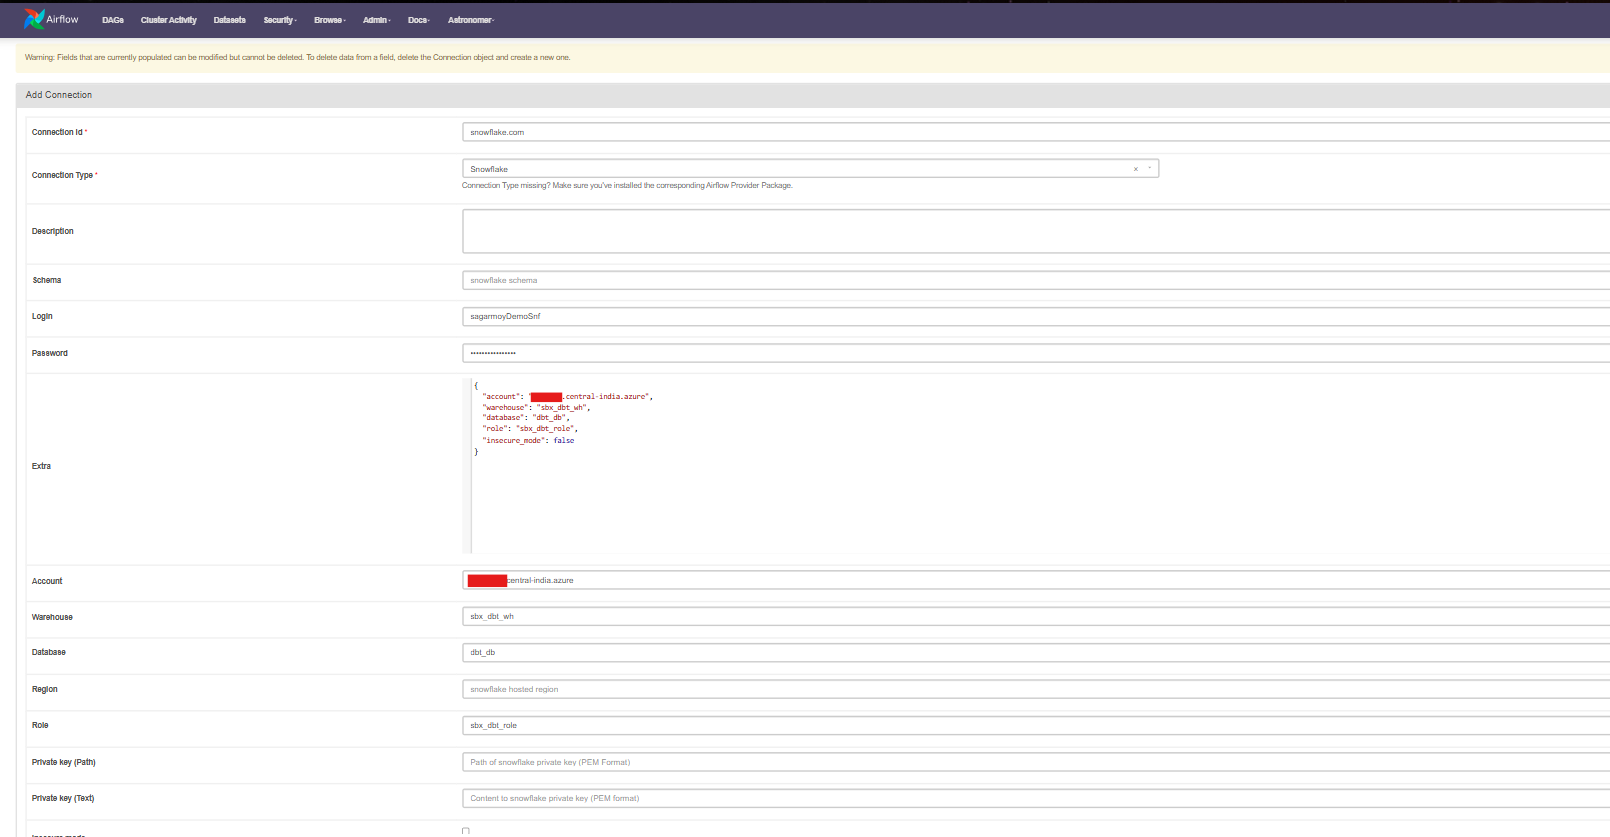 Airflow DAGs Cluster Activity Datasets Security Browse Admin Docs Astronomer
Warning: Fields that are currently populated can be modified but cannot be deleted. To delete data from a field, delete the Connection object and create a new one.
Add Connection
Connection Id * snowflake.com
Connection Type * Snowflake ×
Connection Type missing? Make sure you've installed the corresponding Airflow Provider Package.
Description
Schema snowflake schema
Login sagarmoyDemoSnf
Password ••••••••••••••••
Extra
{
"account": ".central-india.azure",
"warehouse": "sbx_dbt_wh",
"database": "dbt_db",
"role": "sbx_dbt_role",
"insecure_mode": false
}
Account central-india.azure
Warehouse sbx_dbt_wh
Database dbt_db
Region snowflake hosted region
Role sbx_dbt_role
Private key (Path) Path of snowflake private key (PEM Format)
Private key (Text) Content to snowflake private key (PEM format)